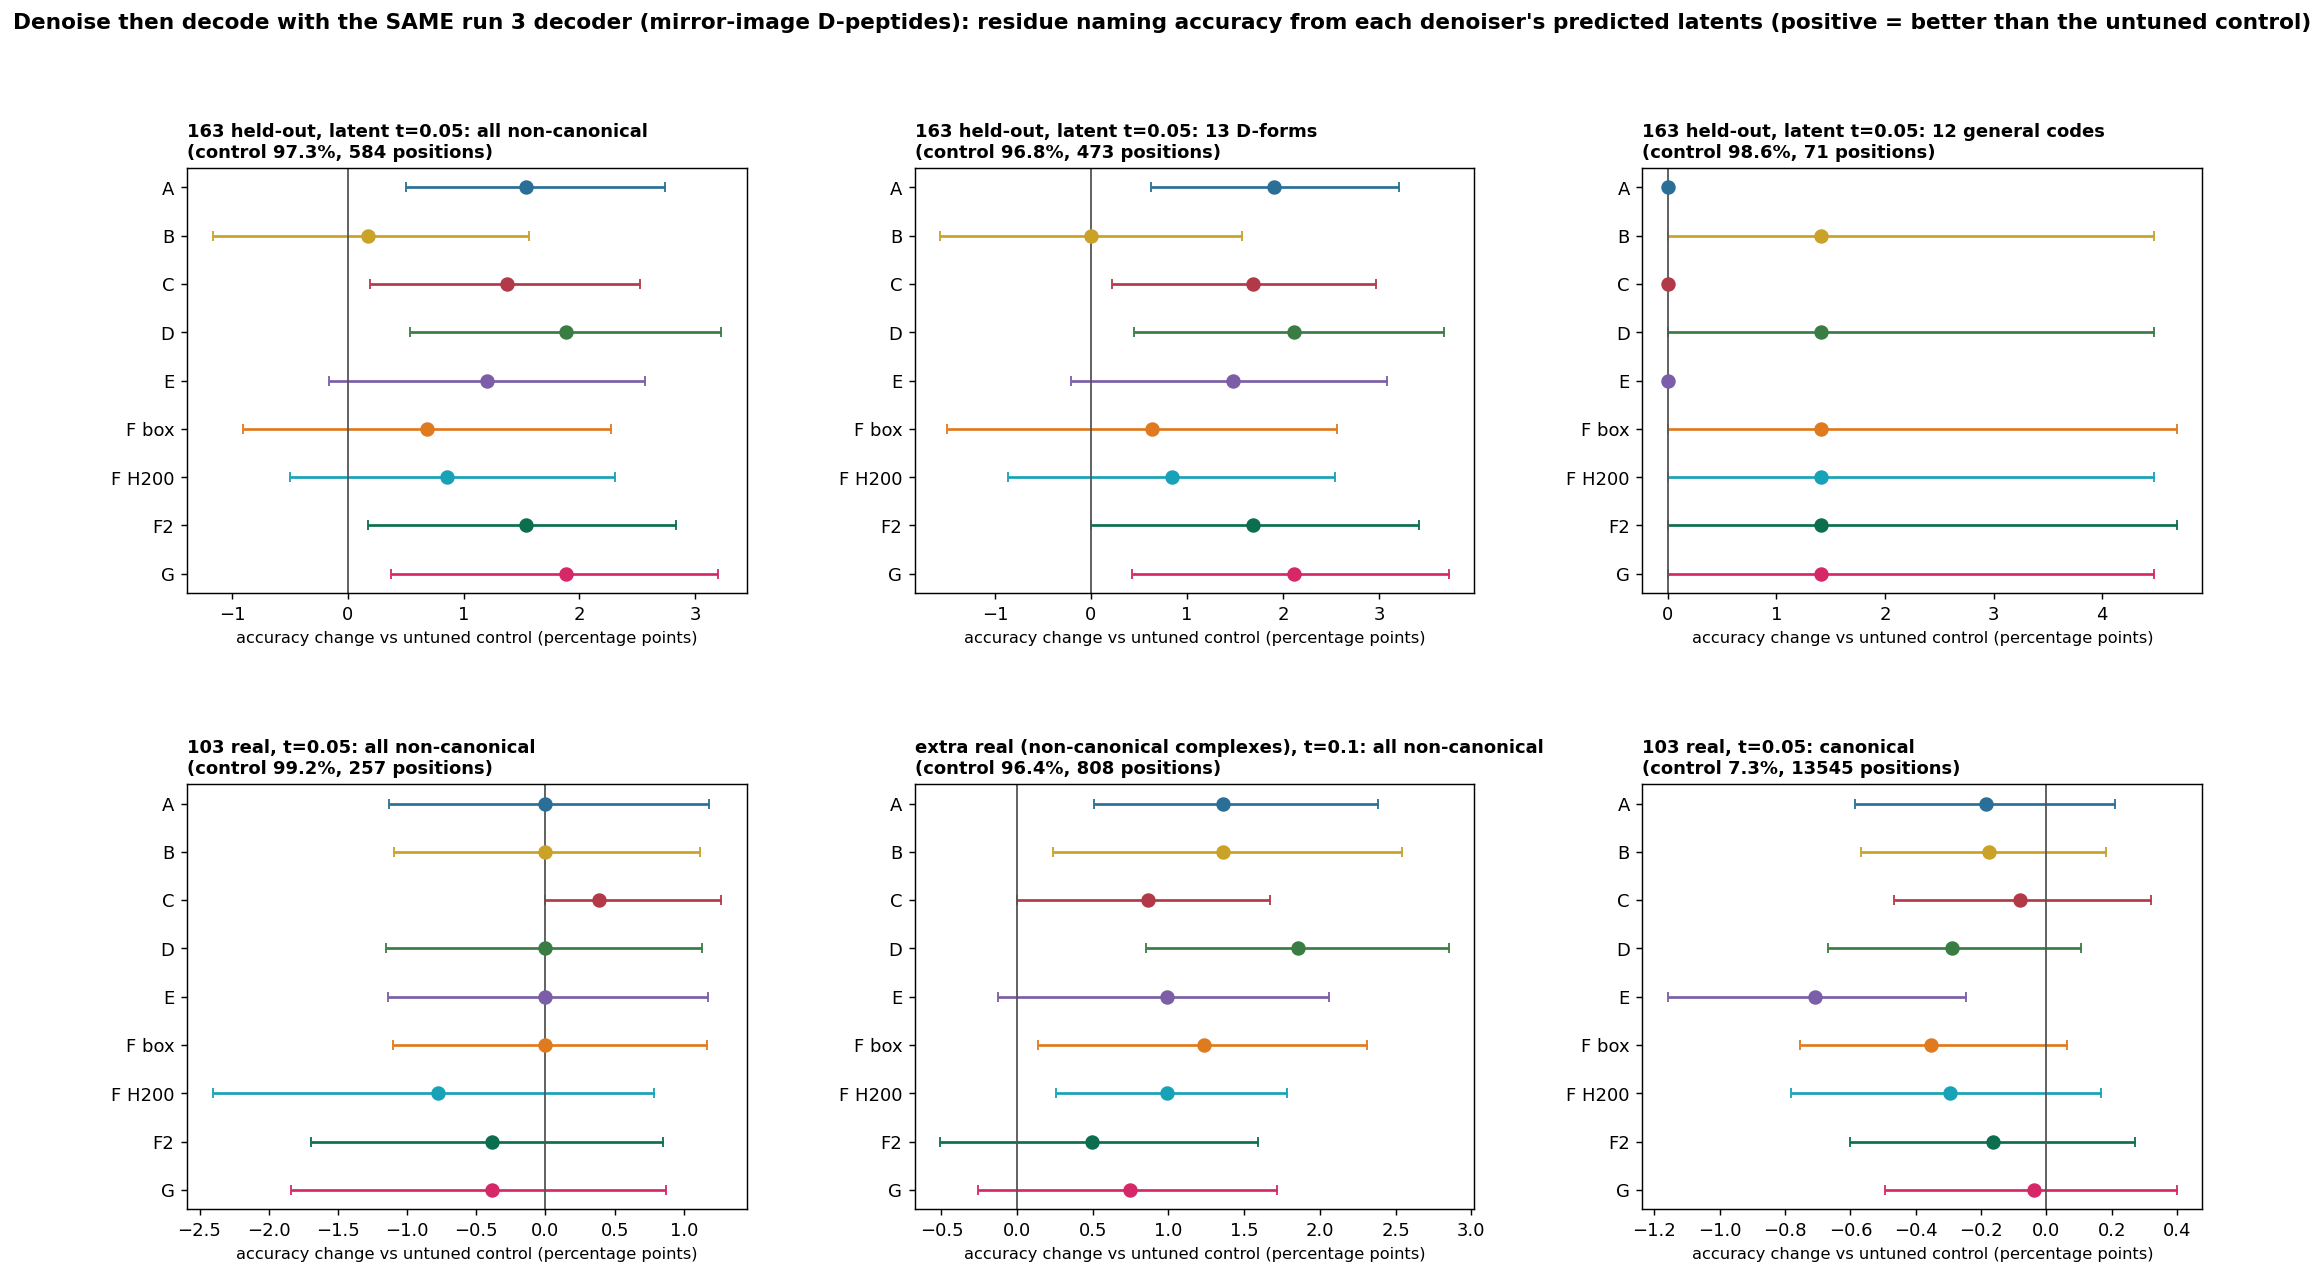 Denoise then decode with the SAME run 3 decoder (mirror-image D-peptides): residue naming accuracy from each denoiser's predicted latents (positive = better than the untuned control)
163 held-out, latent t=0.05: all non-canonical
(control 97.3%, 584 positions)
A
B
C
D
E
F box
F H200
F2
G
−1 0 1 2 3
accuracy change vs untuned control (percentage points)
163 held-out, latent t=0.05: 13 D-forms
(control 96.8%, 473 positions)
A
B
C
D
E
F box
F H200
F2
G
−1 0 1 2 3
accuracy change vs untuned control (percentage points)
163 held-out, latent t=0.05: 12 general codes
(control 98.6%, 71 positions)
A
B
C
D
E
F box
F H200
F2
G
0 1 2 3 4
accuracy change vs untuned control (percentage points)
103 real, t=0.05: all non-canonical
(control 99.2%, 257 positions)
A
B
C
D
E
F box
F H200
F2
G
−2.5 −2.0 −1.5 −1.0 −0.5 0.0 0.5 1.0
accuracy change vs untuned control (percentage points)
extra real (non-canonical complexes), t=0.1: all non-canonical
(control 96.4%, 808 positions)
A
B
C
D
E
F box
F H200
F2
G
−0.5 0.0 0.5 1.0 1.5 2.0 2.5 3.0
accuracy change vs untuned control (percentage points)
103 real, t=0.05: canonical
(control 7.3%, 13545 positions)
A
B
C
D
E
F box
F H200
F2
G
−1.2 −1.0 −0.8 −0.6 −0.4 −0.2 0.0 0.2 0.4
accuracy change vs untuned control (percentage points)